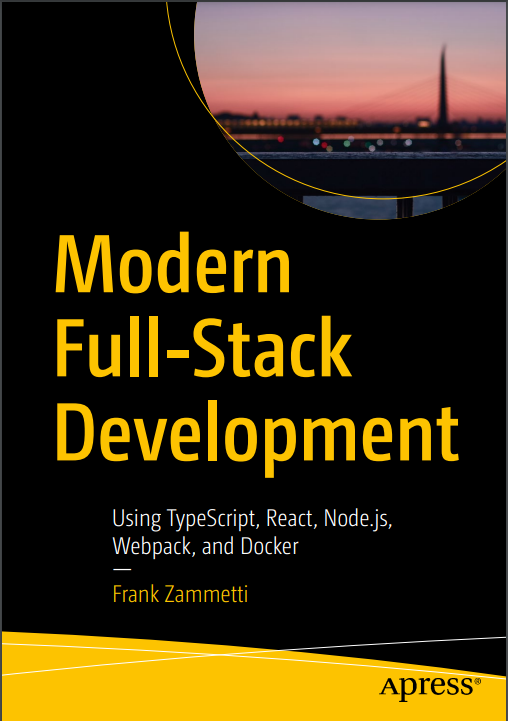 Modern
Full-Stack
Development
Using TypeScript, React, Node.js,
Webpack, and Docker
—
Frank Zammetti
Apress®